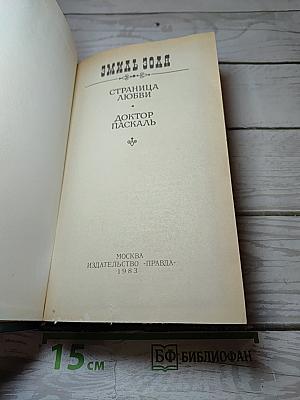 ЭМИЛЬ ЗОЛЯ
СТРАНИЦА
ЛЮБВИ
ДОКТОР
ПАСКАЛЬ
МОСКВА
ИЗДАТЕЛЬСТВО «ПРАВДА»
1983
15 СМ
БФ БИБЛИОФАН